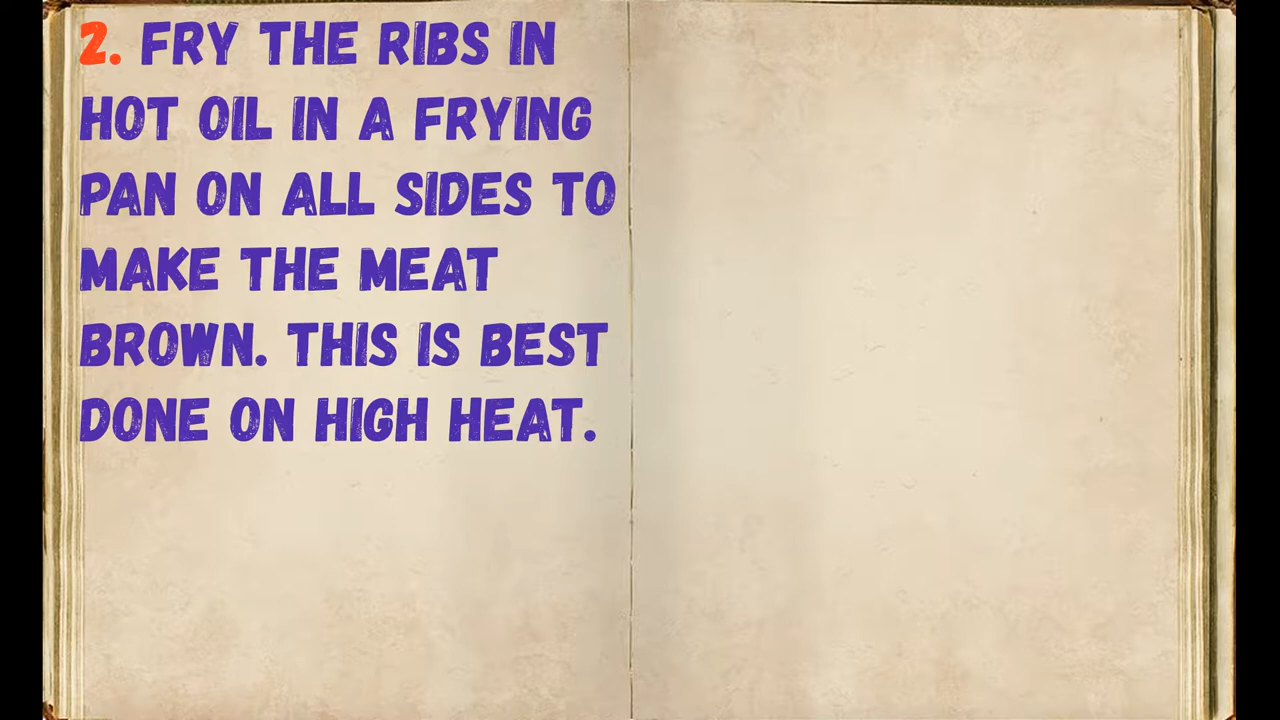 2. FRY THE RIBS IN
HOT OIL IN A FRYING
PAN ON ALL SIDES TO
MAKE THE MEAT
BROWN. THIS IS BEST
DONE ON HIGH HEAT.